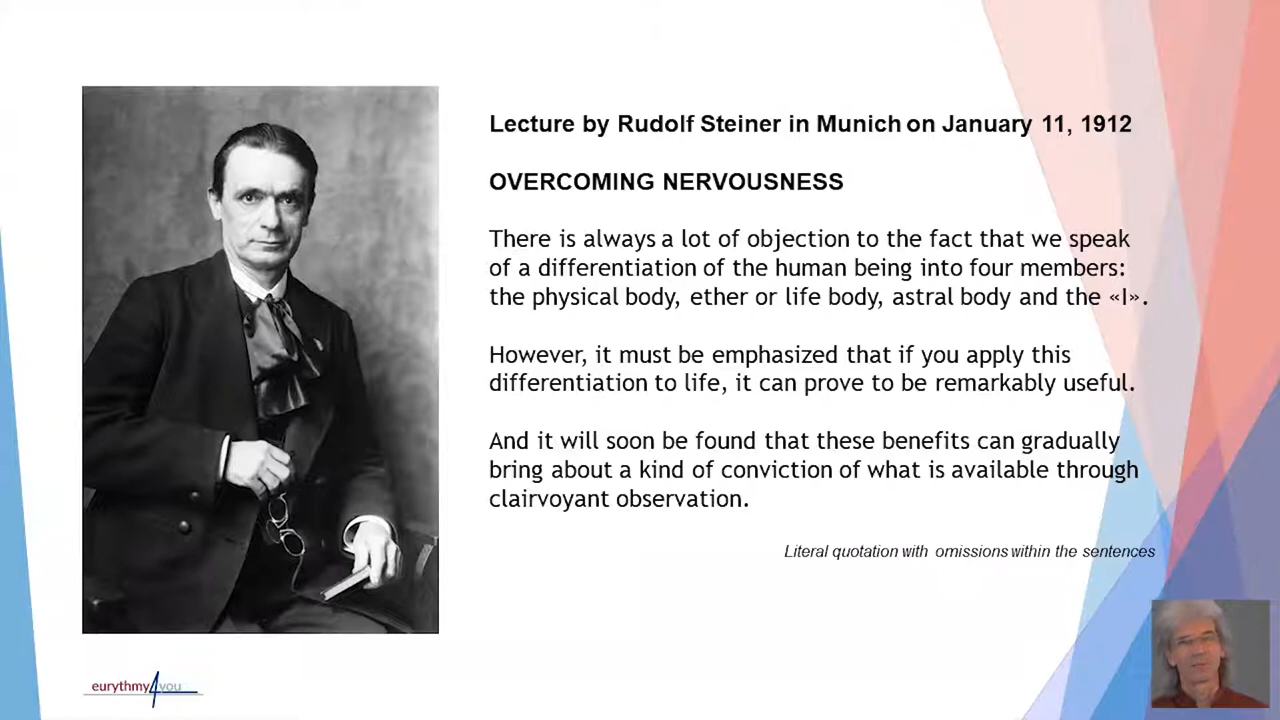 Lecture by Rudolf Steiner in Munich on January 11, 1912
OVERCOMING NERVOUSNESS
There is always a lot of objection to the fact that we speak
of a differentiation of the human being into four members:
the physical body, ether or life body, astral body and the «I».
However, it must be emphasized that if you apply this
differentiation to life, it can prove to be remarkably useful.
And it will soon be found that these benefits can gradually
bring about a kind of conviction of what is available through
clairvoyant observation.
Literal quotation with omissions within the sentences
eurythmy4you